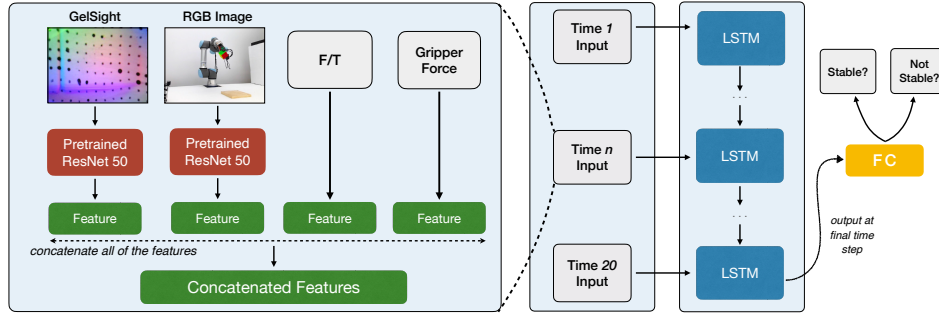 GelSight
RGB Image
F/T
Gripper
Force
Pretrained
ResNet 50
Pretrained
ResNet 50
Feature
Feature
Feature
Feature
concatenate all of the features
Concatenated Features
Time 1
Input
Time n
Input
Time 20
Input
LSTM
...
LSTM
...
LSTM
Stable?
Not
Stable?
FC
output at
final time
step